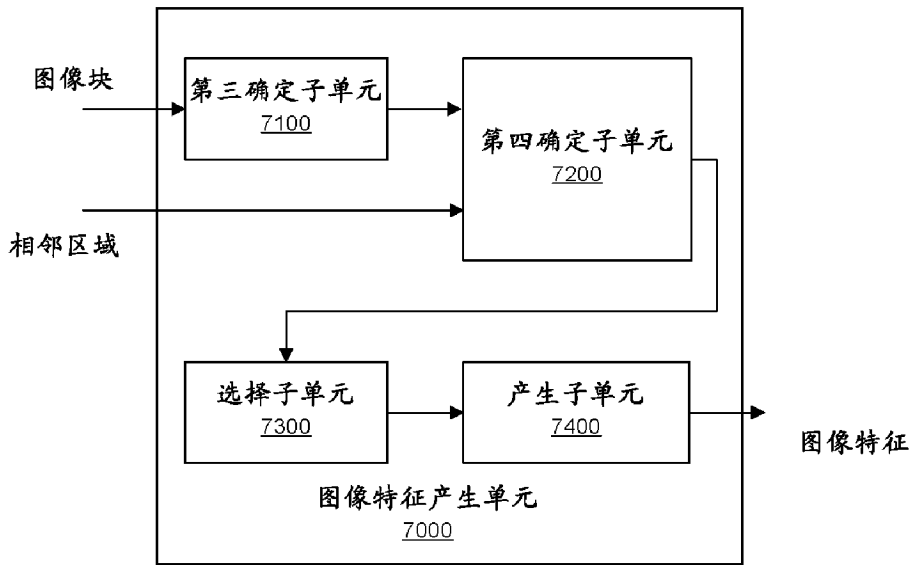 图像块
第三确定子单元
7100
第四确定子单元
7200
相邻区域
选择子单元
7300
产生子单元
7400
图像特征
图像特征产生单元
7000